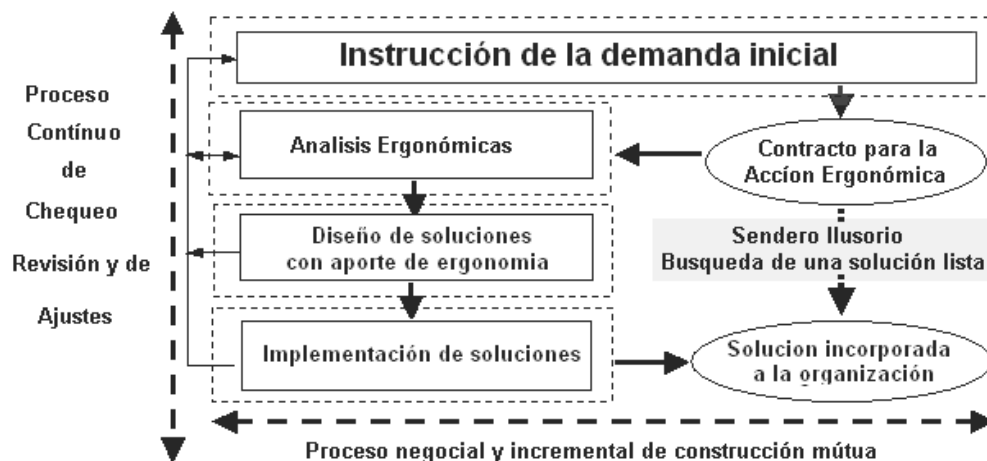 Instrucción de la demanda inicial
Proceso
Contínuo
de
Chequeo
Revisión y de
Ajustes
Analisis Ergonómicas
Contracto para la
Accíon Ergonómica
Diseño de soluciones
con aporte de ergonomia
Sendero Ilusorio
Busqueda de una solución lista
Implementación de soluciones
Solucion incorporada
a la organización
Proceso negocial y incremental de construcción mútua